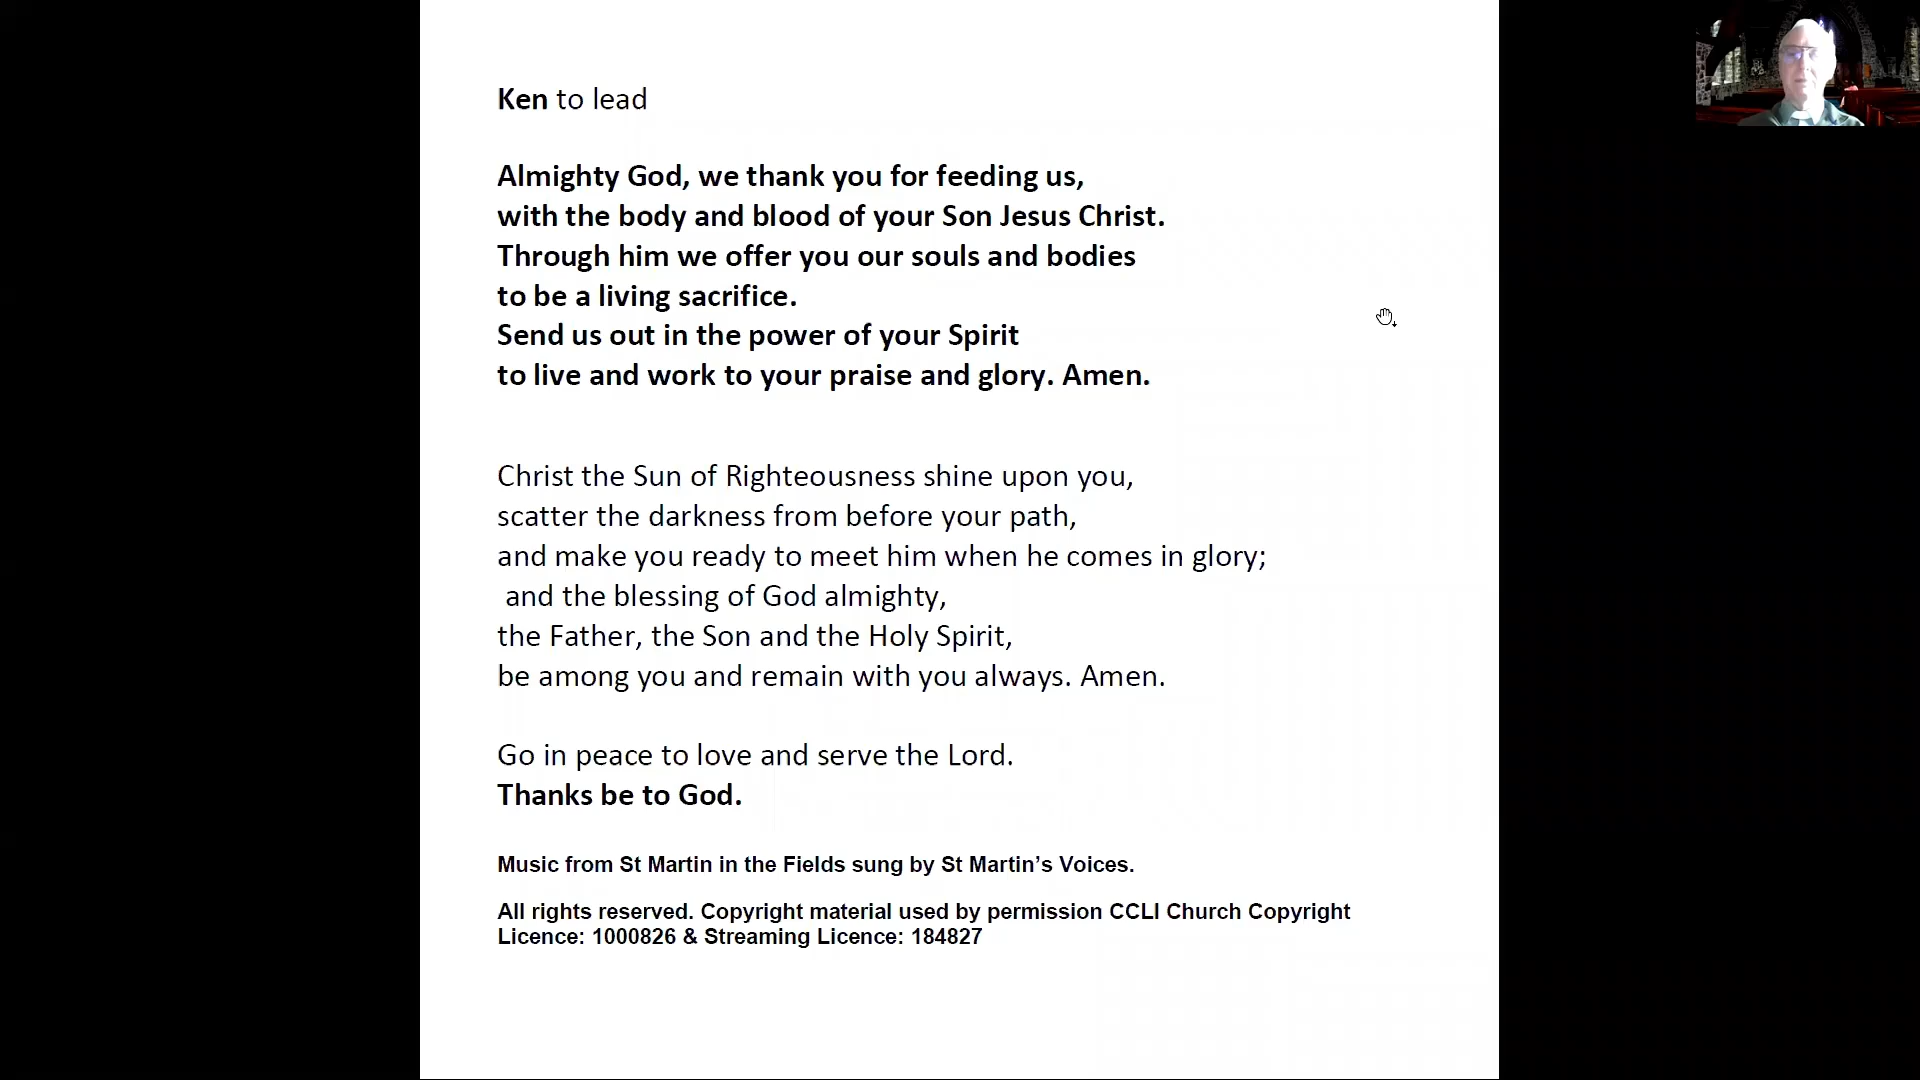 Ken to lead
Almighty God, we thank you for feeding us,
with the body and blood of your Son Jesus Christ.
Through him we offer you our souls and bodies
to be a living sacrifice.
Send us out in the power of your Spirit
to live and work to your praise and glory. Amen.
Christ the Sun of Righteousness shine upon you,
scatter the darkness from before your path,
and make you ready to meet him when he comes in glory;
and the blessing of God almighty,
the Father, the Son and the Holy Spirit,
be among you and remain with you always. Amen.
Go in peace to love and serve the Lord.
Thanks be to God.
Music from St Martin in the Fields sung by St Martin’s Voices.
All rights reserved. Copyright material used by permission CCLI Church Copyright
Licence: 1000826 & Streaming Licence: 184827